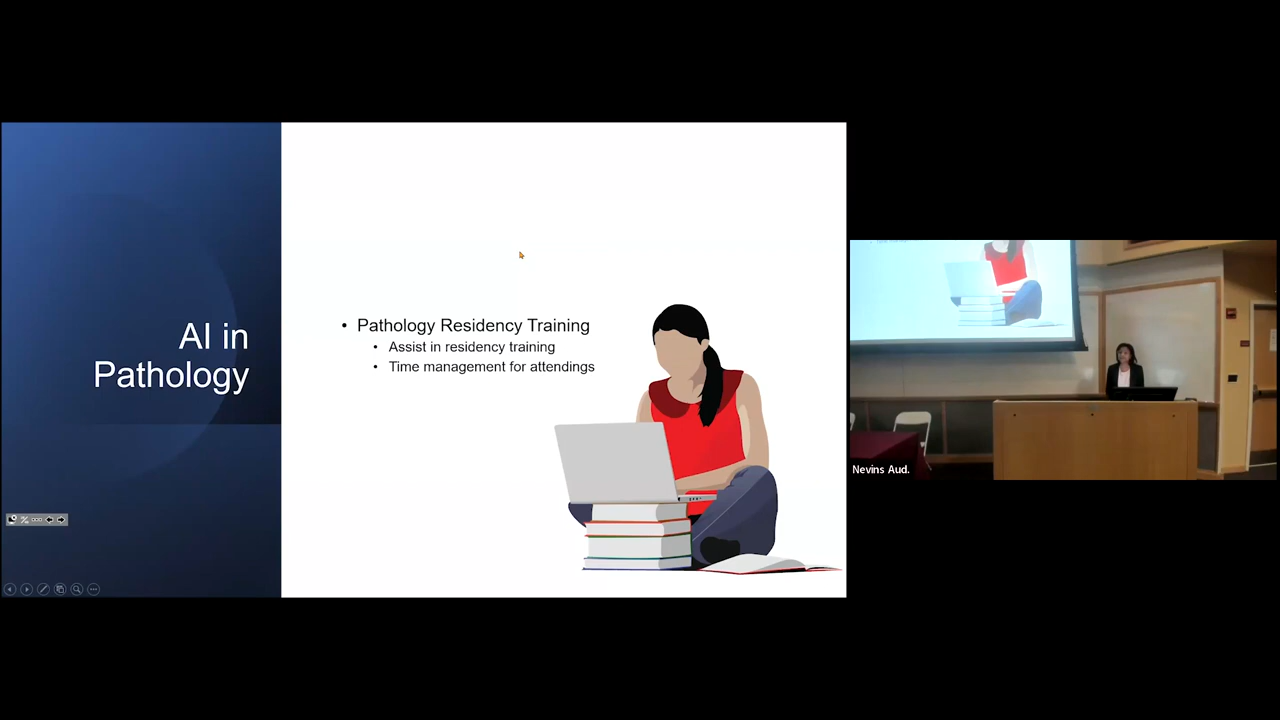 AI in
Pathology
• Pathology Residency Training
• Assist in residency training
• Time management for attendings
Nevins Aud.